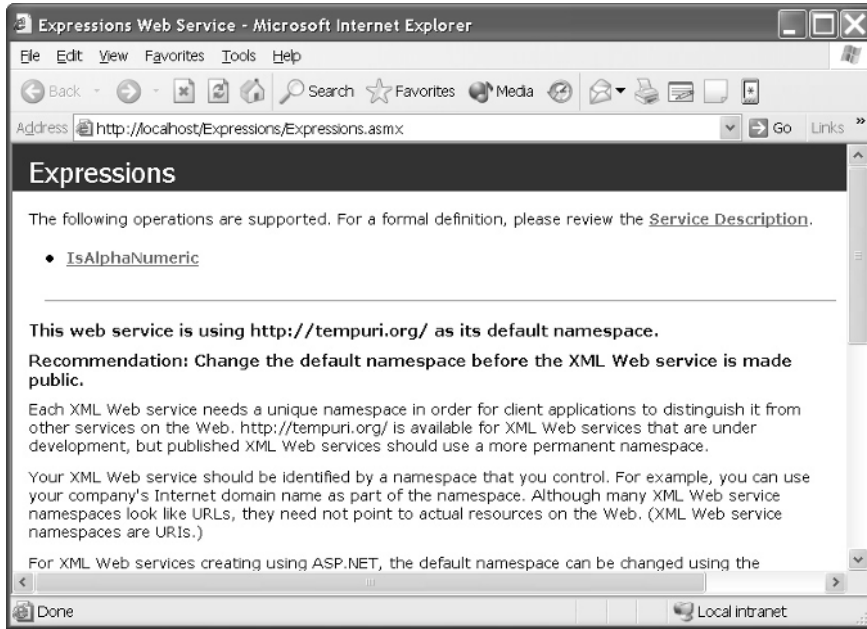 Expressions Web Service - Microsoft Internet Explorer
File Edit View Favorites Tools Help
Back Search Favorites Media
Address http://localhost/Expressions/Expressions.asmx Go Links »
Expressions
The following operations are supported. For a formal definition, please review the Service Description.
• IsAlphaNumeric
This web service is using http://tempuri.org/ as its default namespace.
Recommendation: Change the default namespace before the XML Web service is made
public.
Each XML Web service needs a unique namespace in order for client applications to distinguish it from
other services on the Web. http://tempuri.org/ is available for XML Web services that are under
development, but published XML Web services should use a more permanent namespace.
Your XML Web service should be identified by a namespace that you control. For example, you can use
your company's Internet domain name as part of the namespace. Although many XML Web service
namespaces look like URLs, they need not point to actual resources on the Web. (XML Web service
namespaces are URIs.)
For XML Web services creating using ASP.NET, the default namespace can be changed using the
Done Local intranet